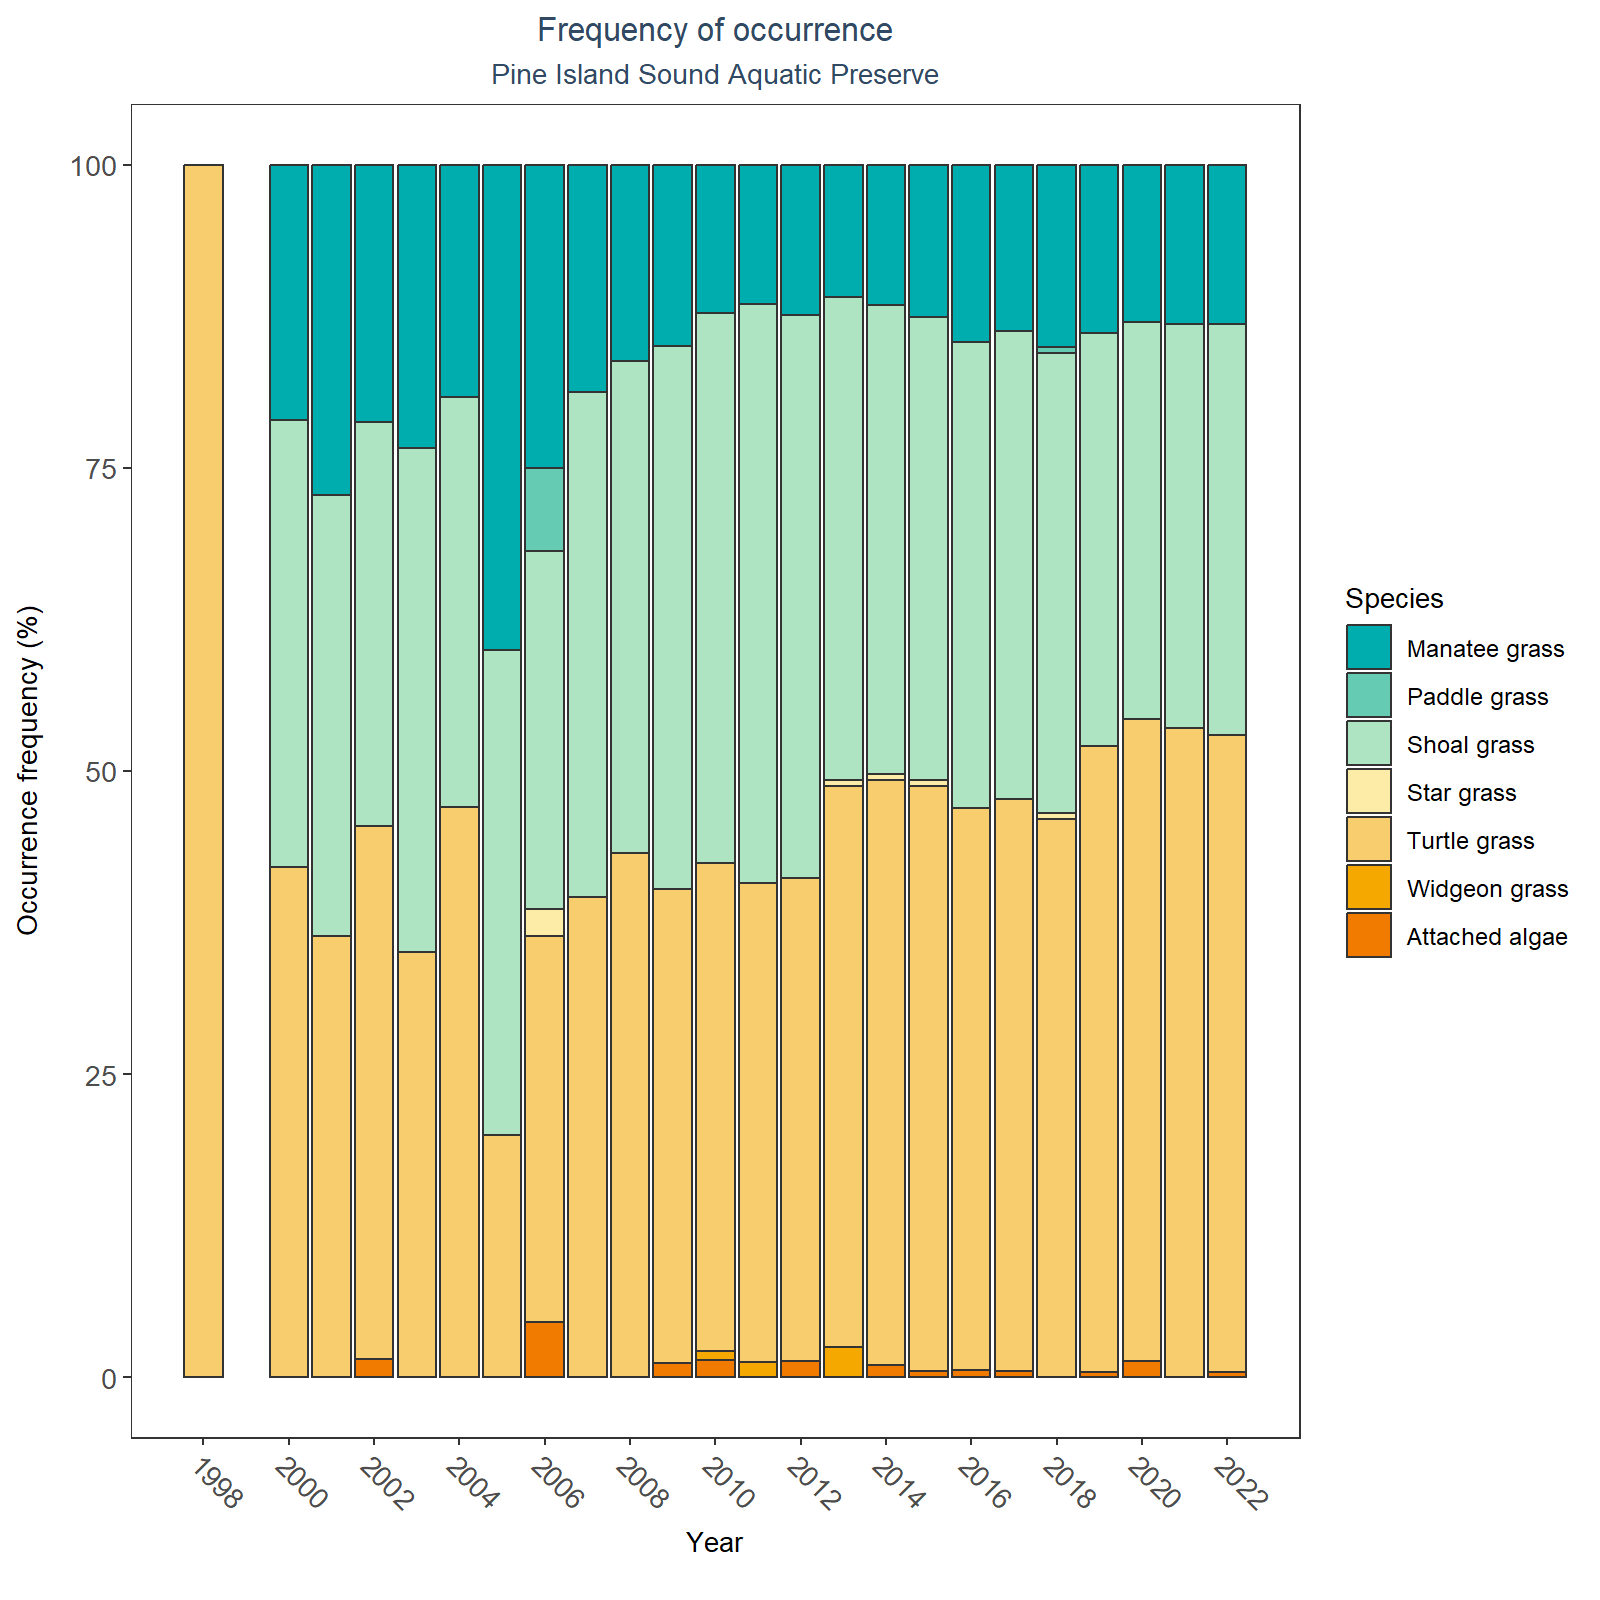 Frequency of occurrence
Pine Island Sound Aquatic Preserve
Occurrence frequency (%)
100
75
50
25
0
1998
2000
2002
2004
2006
2008
2010
2012
2014
2016
2018
2020
2022
Year
Species
Manatee grass
Paddle grass
Shoal grass
Star grass
Turtle grass
Widgeon grass
Attached algae